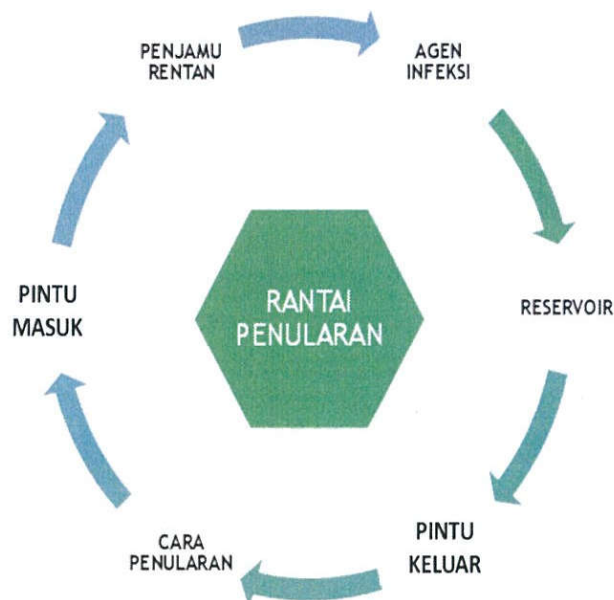 PENJAMU
RENTAN
AGEN
INFEKSI
RESERVOIR
PINTU
KELUAR
CARA
PENULARAN
PINTU
MASUK
RANTAI
PENULARAN